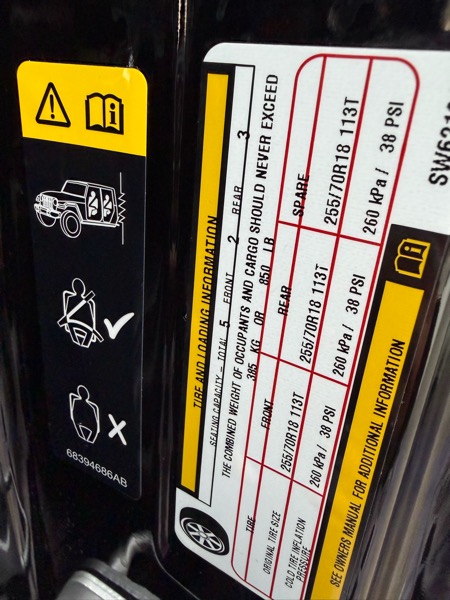 68394686AB
TIRE AND LOADING INFORMATION
SEATING CAPACITY - TOTAL 5 FRONT 2 REAR 3
THE COMBINED WEIGHT OF OCCUPANTS AND CARGO SHOULD NEVER EXCEED
385 KG OR 850 LB
TIRE FRONT REAR SPARE
ORIGINAL TIRE SIZE 255/70R18 113T 255/70R18 113T 255/70R18 113T
COLD TIRE INFLATION PRESSURE 260 kPa / 38 PSI 260 kPa / 38 PSI 260 kPa / 38 PSI
SEE OWNERS MANUAL FOR ADDITIONAL INFORMATION